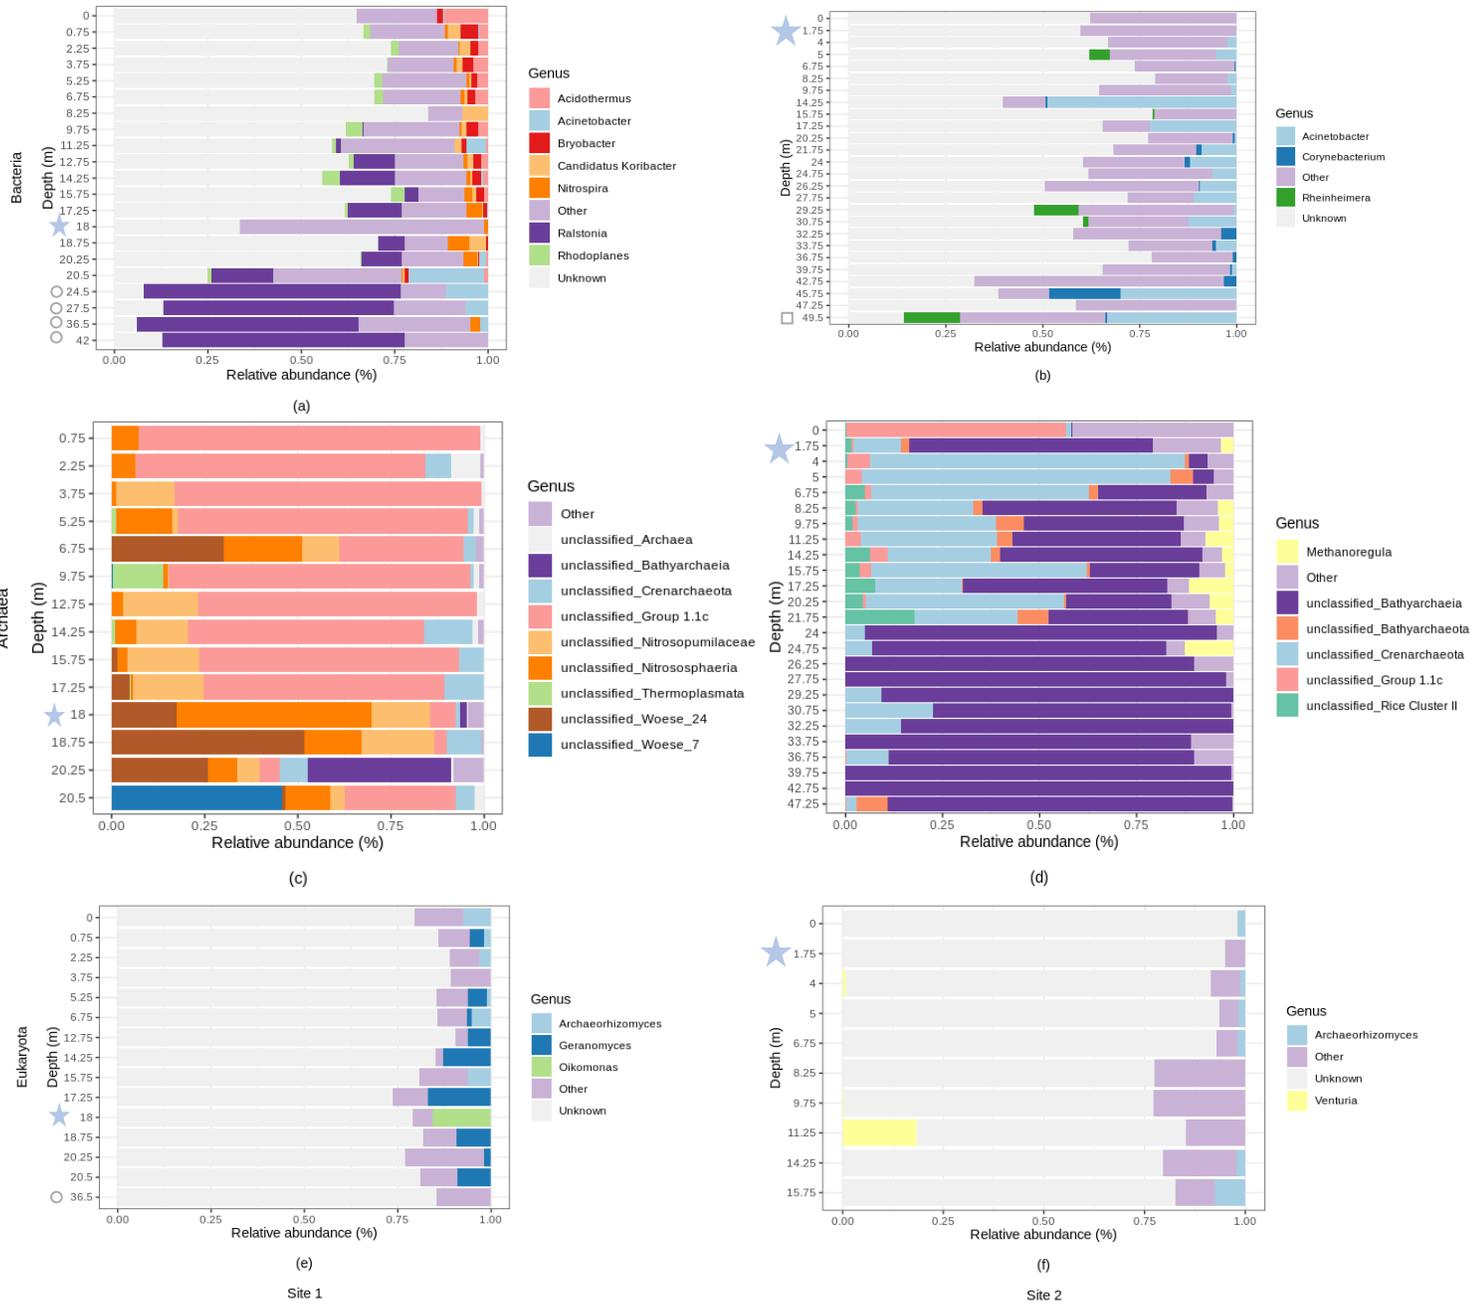 Bacteria
Depth (m)
0
0.75
2.25
3.75
5.25
6.75
8.25
9.75
11.25
12.75
14.25
15.75
17.25
18
18.75
20.25
20.5
24.5
27.5
36.5
42
0.00 0.25 0.50 0.75 1.00
Relative abundance (%)
(a)
Genus
Acidothermus
Acinetobacter
Bryobacter
Candidatus Koribacter
Nitrospira
Other
Ralstonia
Rhodoplanes
Unknown
Depth (m)
0
1.75
4
5
6.75
8.25
9.75
14.25
15.75
17.25
20.25
21.75
24
24.75
26.25
27.75
29.25
30.75
32.25
33.75
36.75
39.75
42.75
45.75
47.25
49.5
0.00 0.25 0.50 0.75 1.00
Relative abundance (%)
(b)
Genus
Acinetobacter
Corynebacterium
Other
Rheinheimera
Unknown
Archaea
Depth (m)
0.75
2.25
3.75
5.25
6.75
9.75
12.75
14.25
15.75
17.25
18
18.75
20.25
20.5
0.00 0.25 0.50 0.75 1.00
Relative abundance (%)
(c)
Genus
Other
unclassified_Archaea
unclassified_Bathyarchaeia
unclassified_Crenarchaeota
unclassified_Group 1.1c
unclassified_Nitrosopumilaceae
unclassified_Nitrososphaeria
unclassified_Thermoplasmata
unclassified_Woese_24
unclassified_Woese_7
Depth (m)
0
1.75
4
5
6.75
8.25
9.75
11.25
14.25
15.75
17.25
20.25
21.75
24
24.75
26.25
27.75
29.25
30.75
32.25
33.75
36.75
39.75
42.75
47.25
0.00 0.25 0.50 0.75 1.00
Relative abundance (%)
(d)
Genus
Methanoregula
Other
unclassified_Bathyarchaeia
unclassified_Bathyarchaeota
unclassified_Crenarchaeota
unclassified_Group 1.1c
unclassified_Rice Cluster II
Eukaryota
Depth (m)
0
0.75
2.25
3.75
5.25
6.75
12.75
14.25
15.75
17.25
18
18.75
20.25
20.5
36.5
0.00 0.25 0.50 0.75 1.00
Relative abundance (%)
(e)
Site 1
Genus
Archaeorhizomyces
Geranomyces
Oikomonas
Other
Unknown
Depth (m)
0
1.75
4
5
6.75
8.25
9.75
11.25
14.25
15.75
0.00 0.25 0.50 0.75 1.00
Relative abundance (%)
(f)
Site 2
Genus
Archaeorhizomyces
Other
Unknown
Venturia